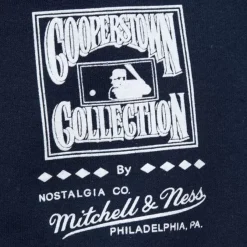 COOPERSTOWN
COLLECTION
By
NOSTALGIA CO.
Mitchell & Ness
PHILADELPHIA, PA.